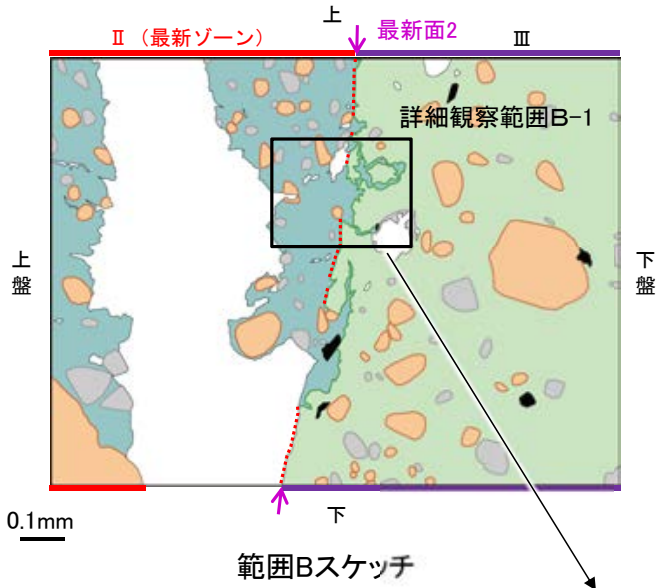 上
Ⅱ（最新ゾーン） 最新面2 Ⅲ
詳細観察範囲B-1
上盤
下盤
0.1mm
下
範囲Bスケッチ